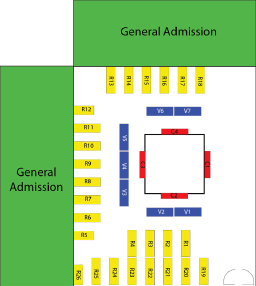 General Admission
R13 R14 R15 R16 R17 R18
R12
V6 V7
R11
V5
C4
R10
General
Admission
R9
V4
R8
R7
V3
C2
R6
V2 V1
R5
R4 R3 R2 R1
R26 R25 R24 R23 R22 R21 R20 R19